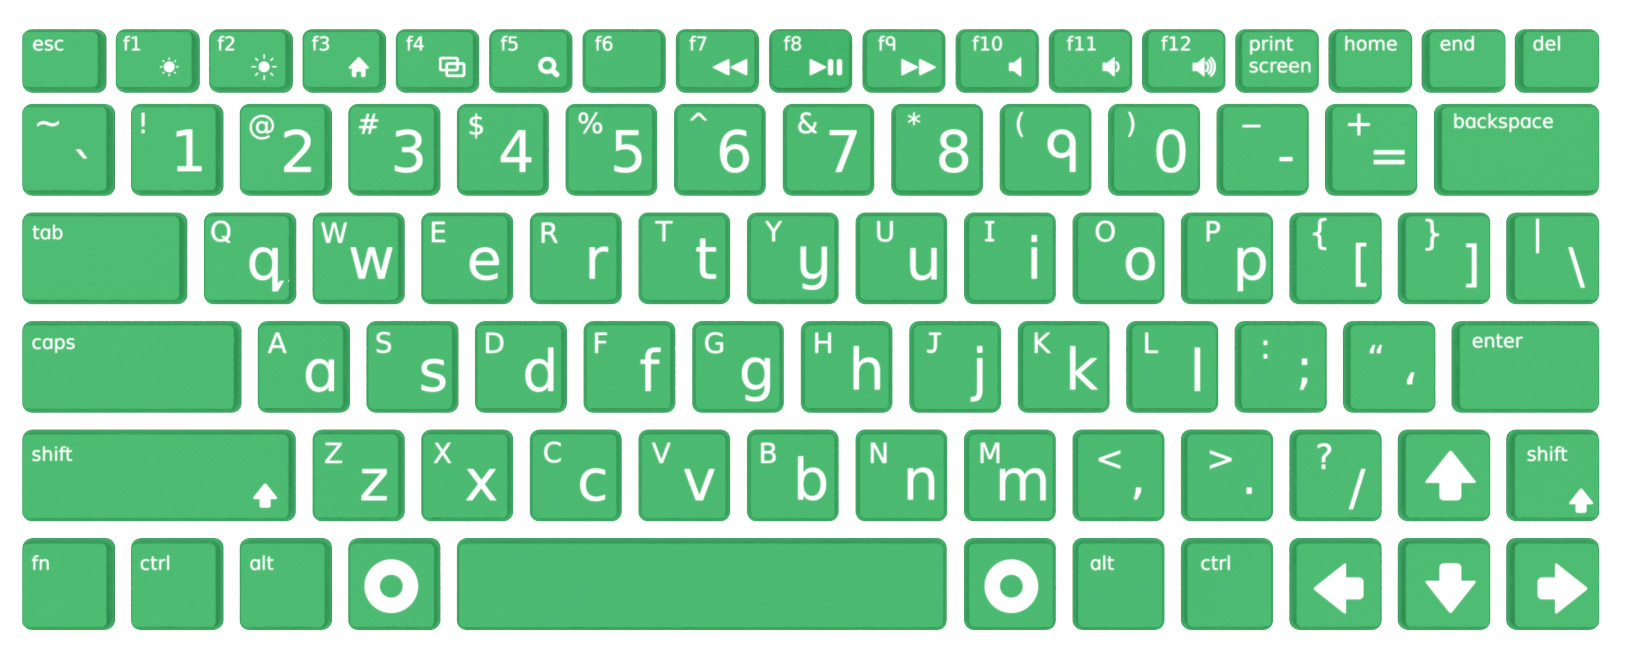 esc f1 f2 f3 f4 f5 f6 f7 f8 f9 f10 f11 f12 print screen home end del
~ ` ! 1 @ 2 # 3 $ 4 % 5 ^ 6 & 7 * 8 ( 9 ) 0 – - + = backspace
tab Q q W w E e R r T t Y y U u I i O o P p { [ } ] | \
caps A a S s D d F f G g H h J j K k L l : ; “ ‘ enter
shift Z z X x C c V v B b N n M m < , > . ? / shift
fn ctrl alt alt ctrl